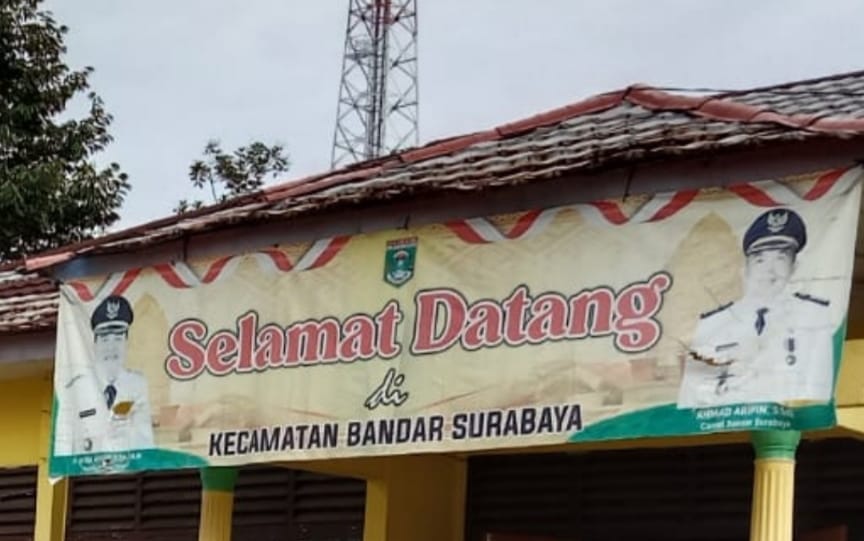 Selamat Datang
di
KECAMATAN BANDAR SURABAYA
AHMAD ARIFIN,
Camat Bandar Surabaya